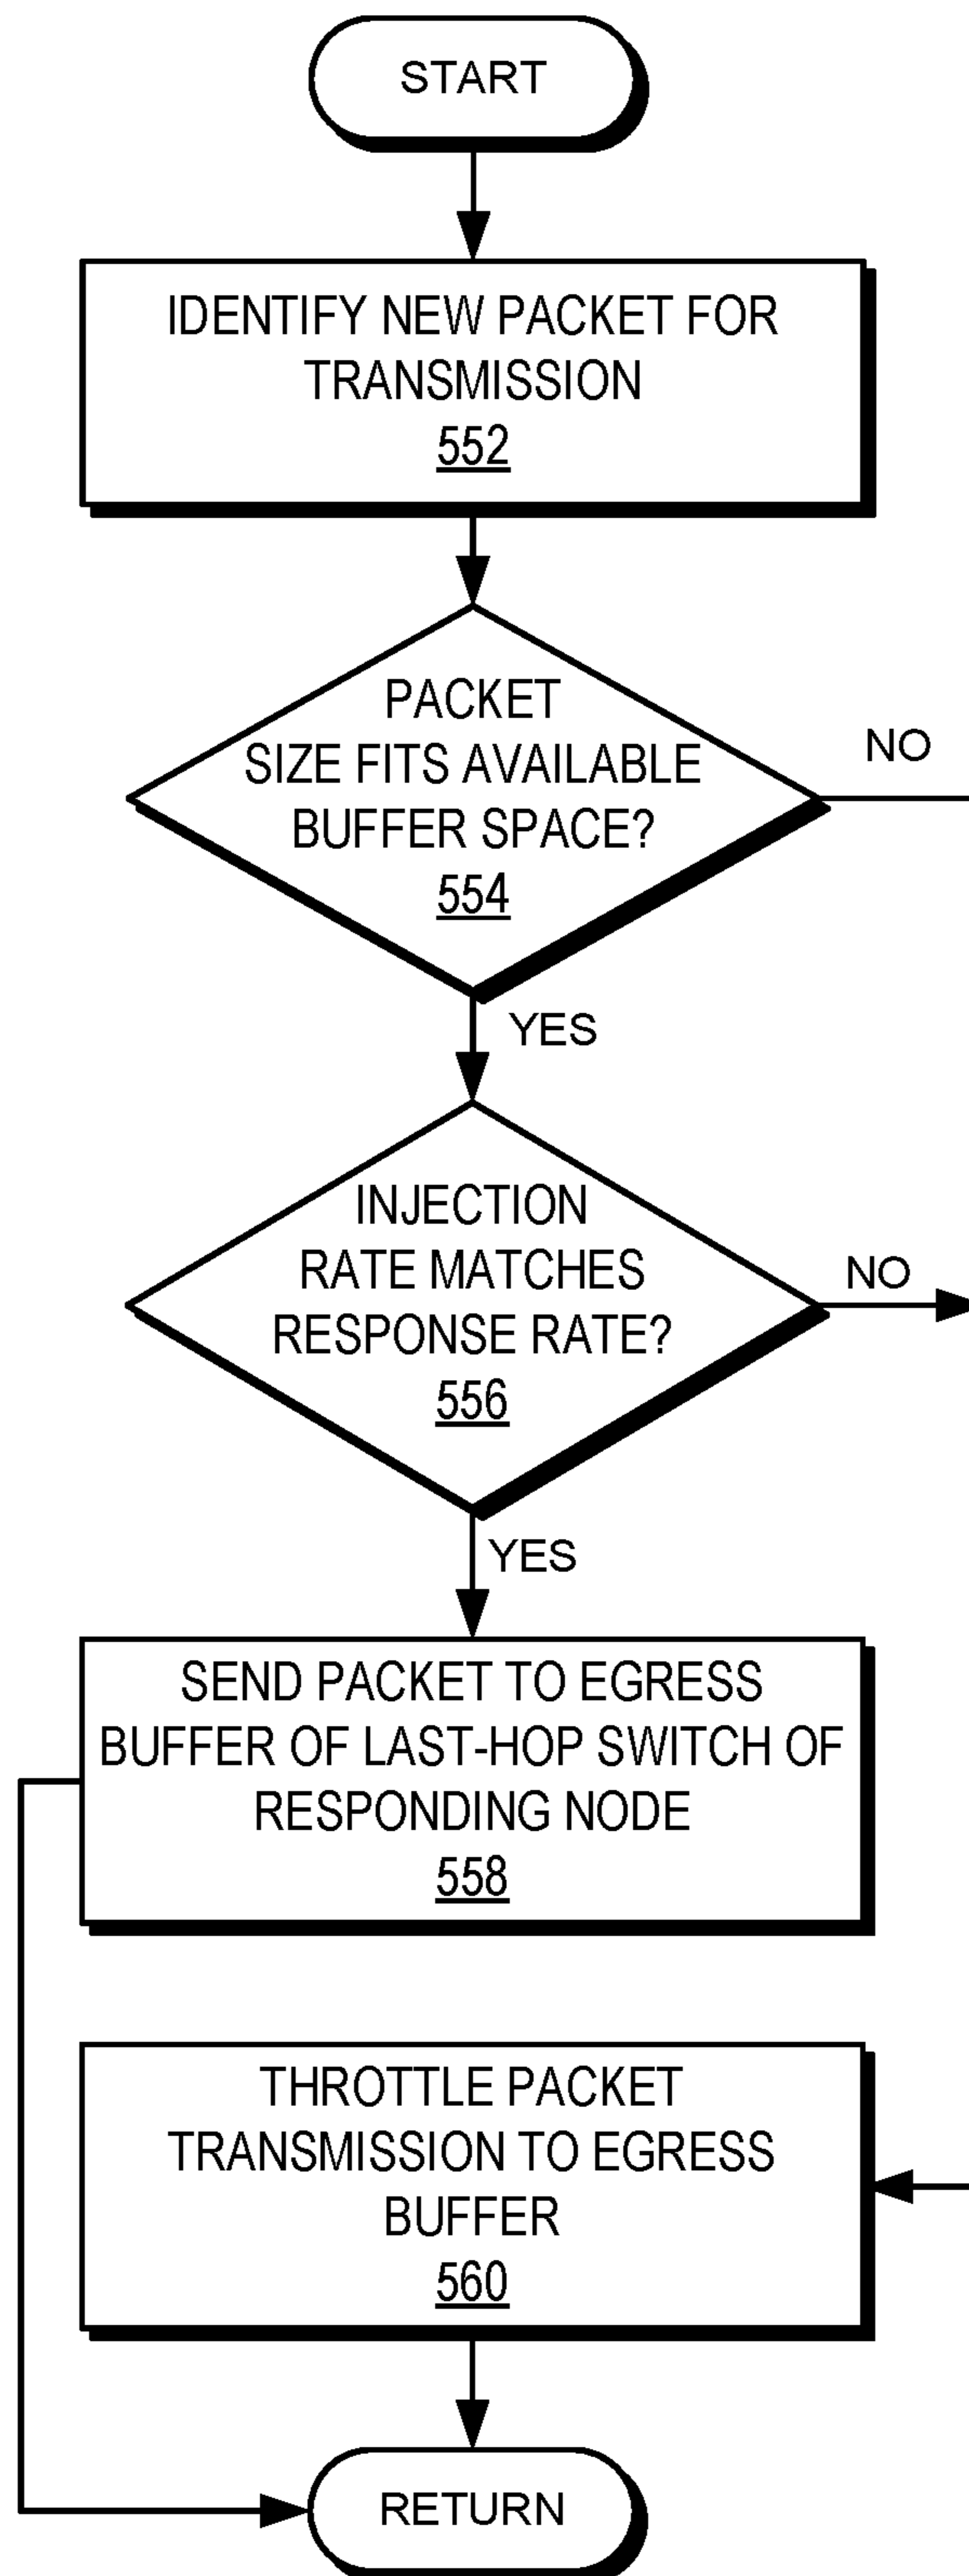 START
IDENTIFY NEW PACKET FOR
TRANSMISSION
552
PACKET
SIZE FITS AVAILABLE
BUFFER SPACE?
554
NO
YES
INJECTION
RATE MATCHES
RESPONSE RATE?
556
NO
YES
SEND PACKET TO EGRESS
BUFFER OF LAST-HOP SWITCH OF
RESPONDING NODE
558
THROTTLE PACKET
TRANSMISSION TO EGRESS
BUFFER
560
RETURN